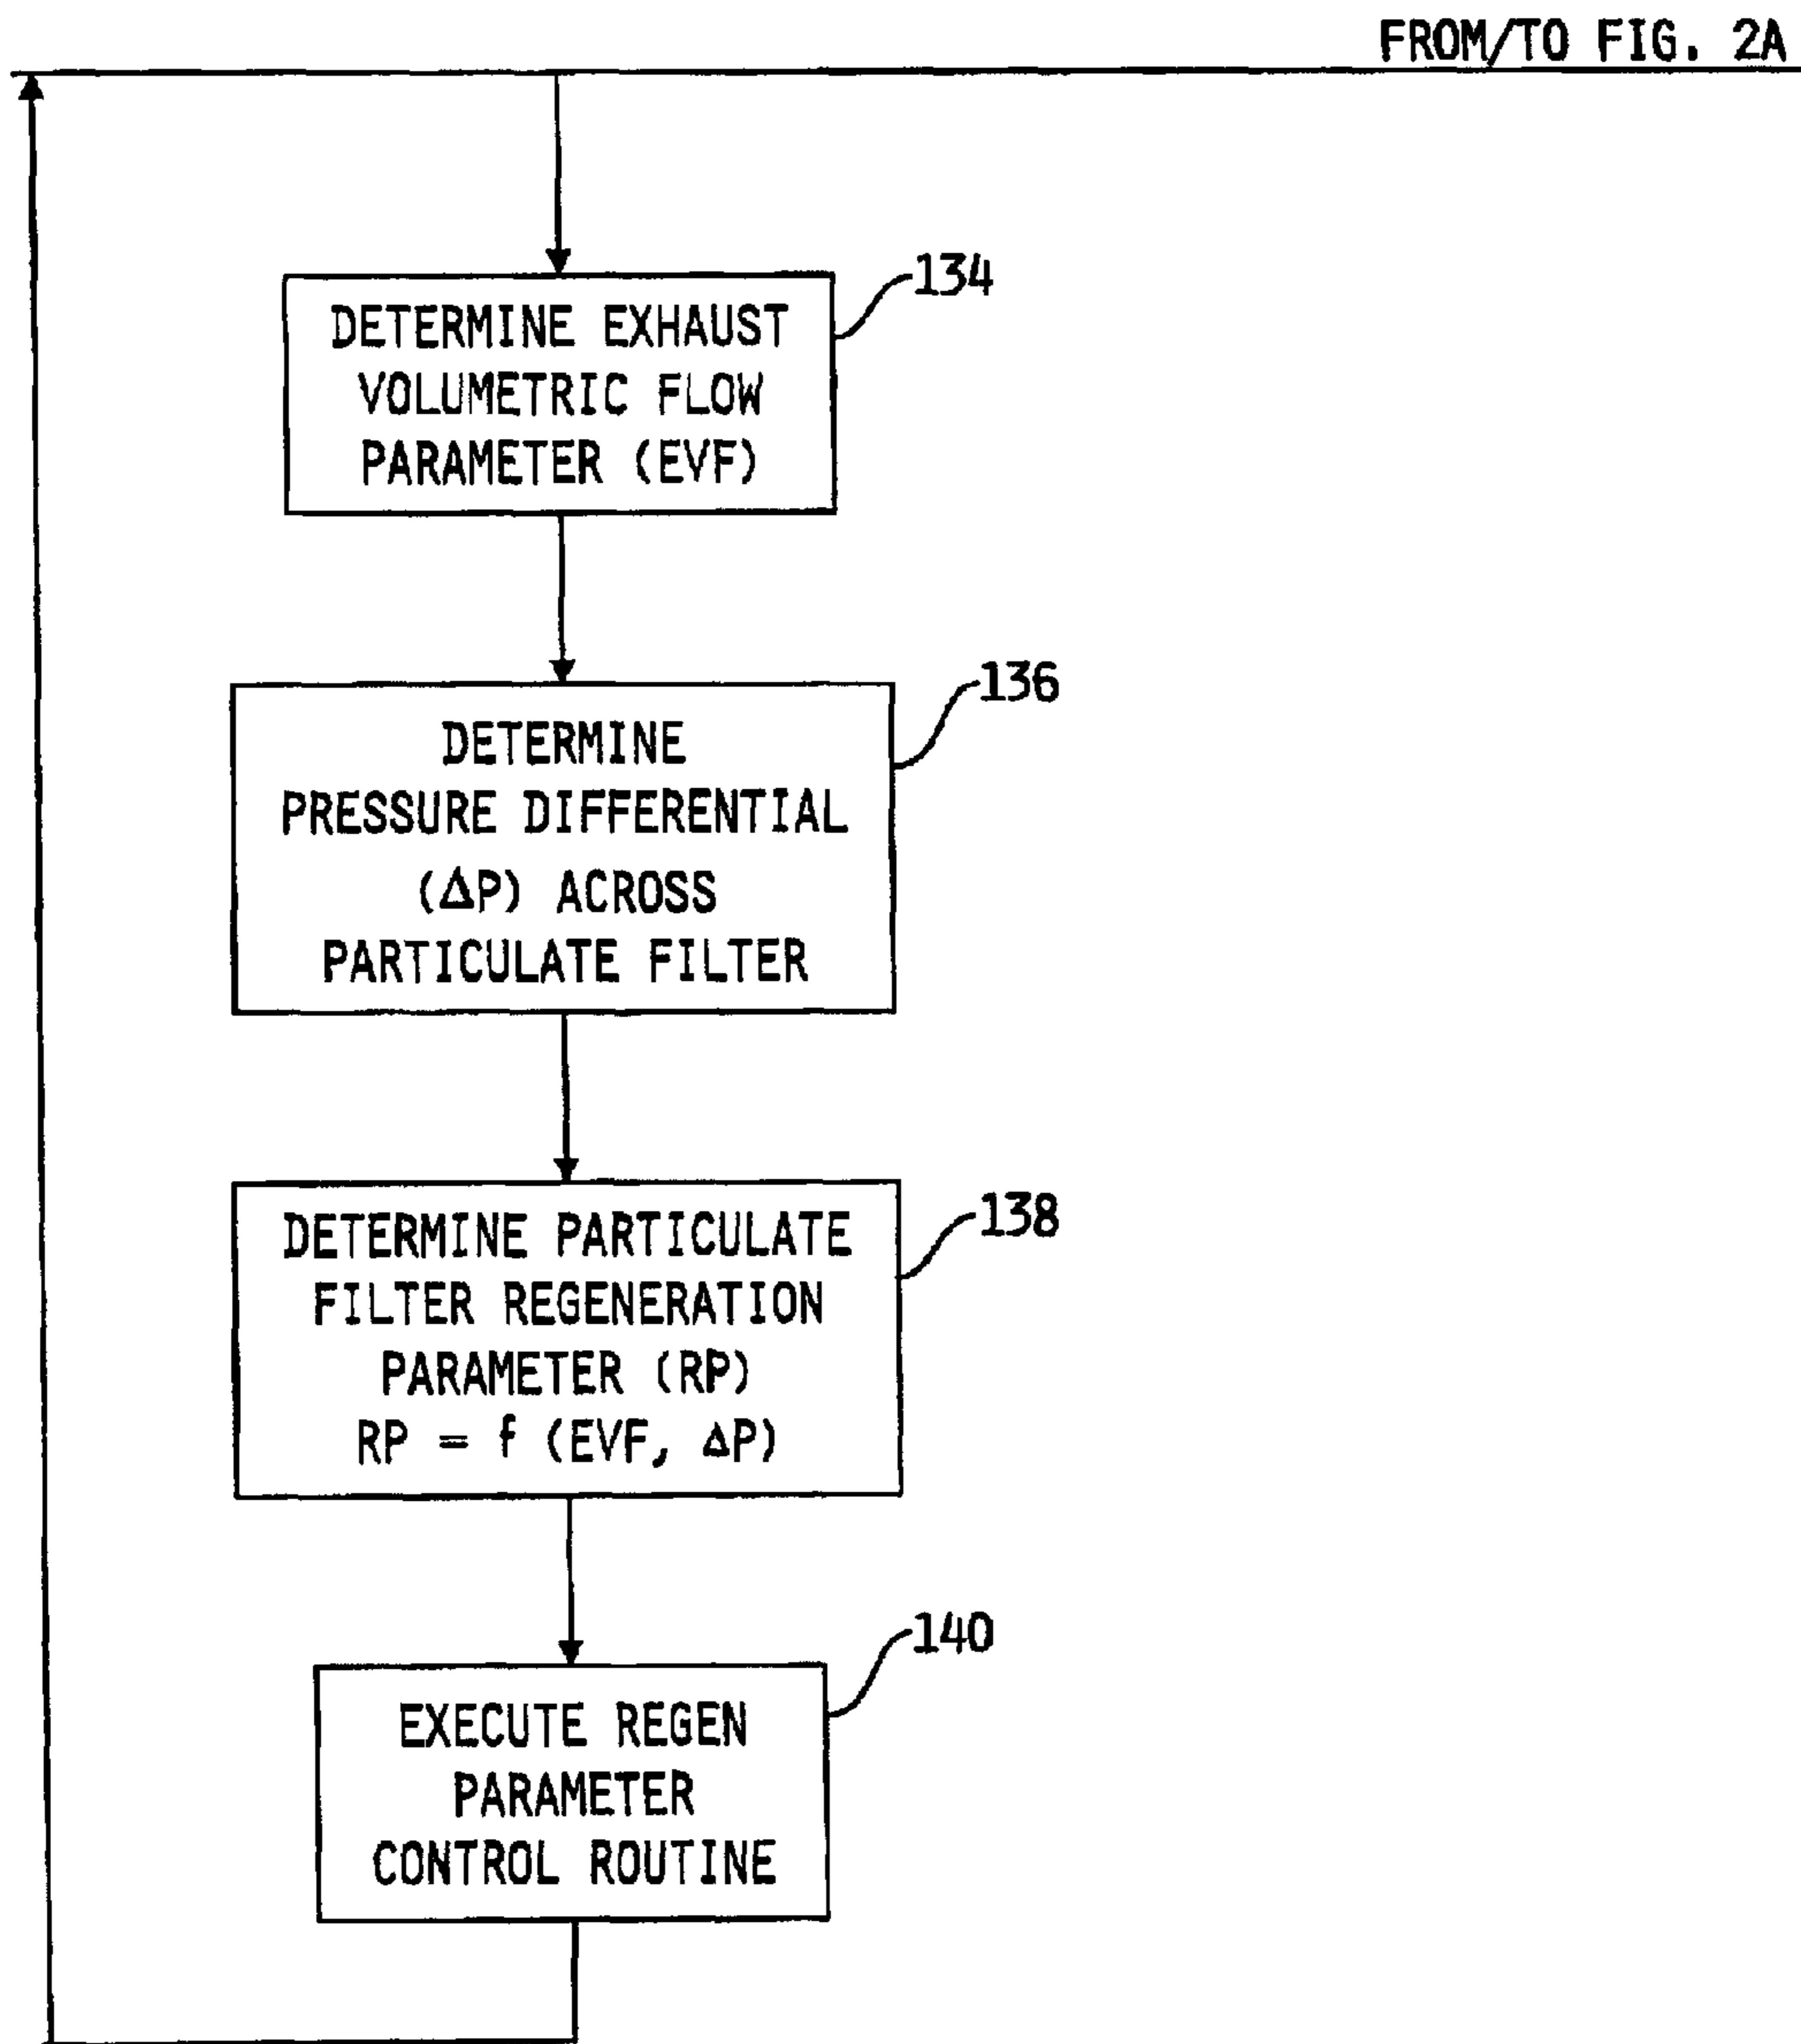 FROM/TO FIG. 2A
134
DETERMINE EXHAUST
VOLUMETRIC FLOW
PARAMETER (EVF)
136
DETERMINE
PRESSURE DIFFERENTIAL
(ΔP) ACROSS
PARTICULATE FILTER
138
DETERMINE PARTICULATE
FILTER REGENERATION
PARAMETER (RP)
RP = f (EVF, ΔP)
140
EXECUTE REGEN
PARAMETER
CONTROL ROUTINE